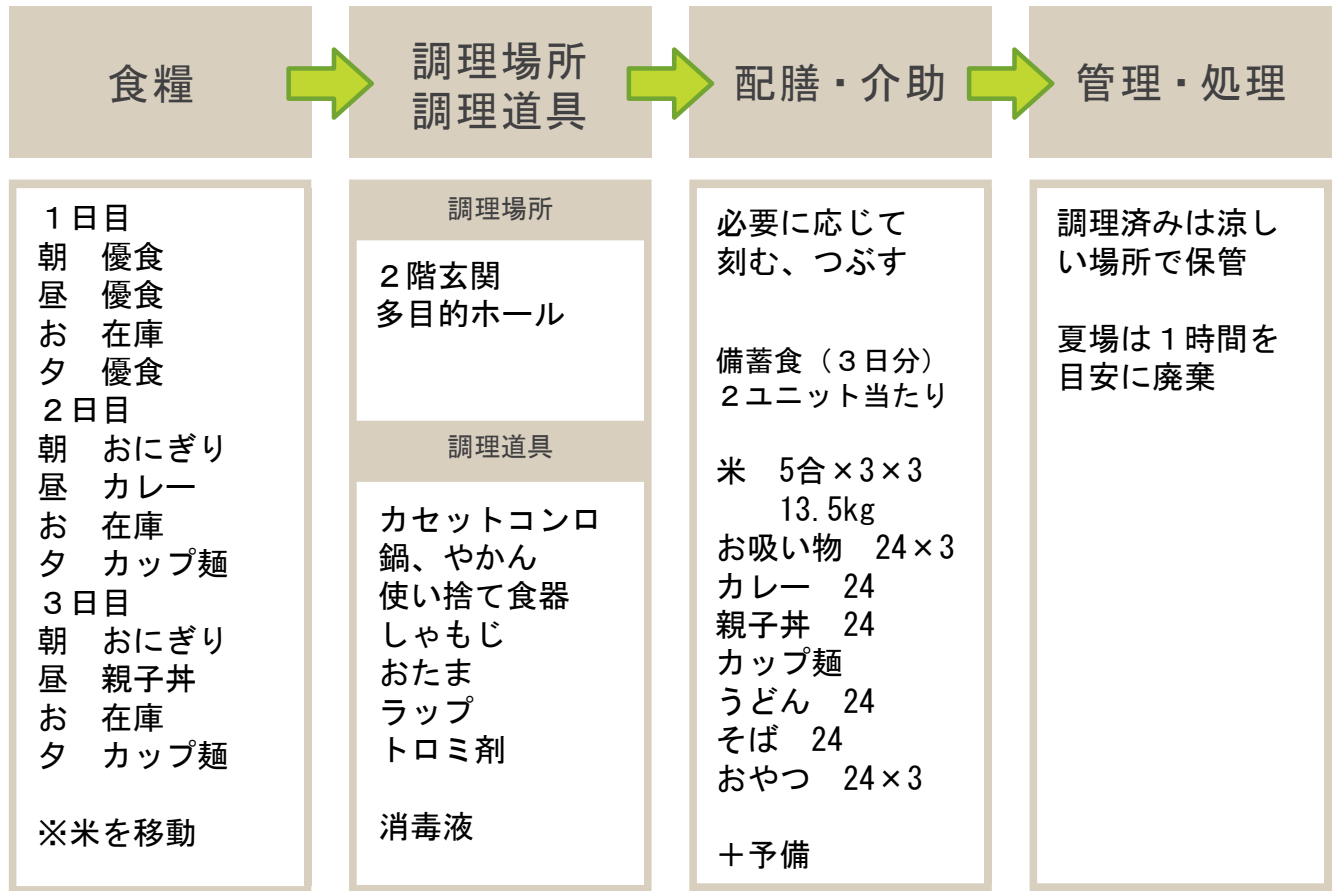 食糧
１日目
朝　優食
昼　優食
お　在庫
夕　優食
２日目
朝　おにぎり
昼　カレー
お　在庫
夕　カップ麺
３日目
朝　おにぎり
昼　親子丼
お　在庫
夕　カップ麺
※米を移動
調理場所
調理道具
調理場所
２階玄関
多目的ホール
調理道具
カセットコンロ
鍋、やかん
使い捨て食器
しゃもじ
おたま
ラップ
トロミ剤
消毒液
配膳・介助
必要に応じて
刻む、つぶす
備蓄食（３日分）
２ユニット当たり
米　5合×3×3
13.5kg
お吸い物　24×3
カレー　24
親子丼　24
カップ麺
うどん　24
そば　24
おやつ　24×3
＋予備
管理・処理
調理済みは涼し
い場所で保管
夏場は１時間を
目安に廃棄